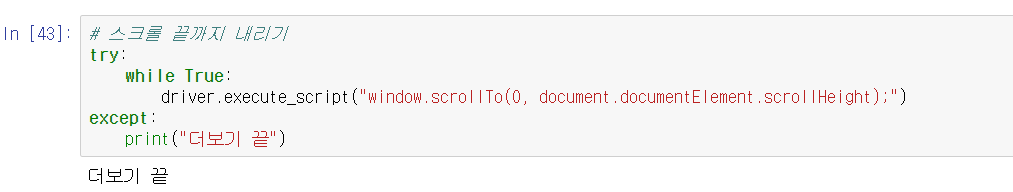 In [43]: # 스크롤 끝까지 내리기
try:
    while True:
        driver.execute_script("window.scrollTo(0, document.documentElement.scrollHeight);")
except:
    print("더보기 끝")
더보기 끝